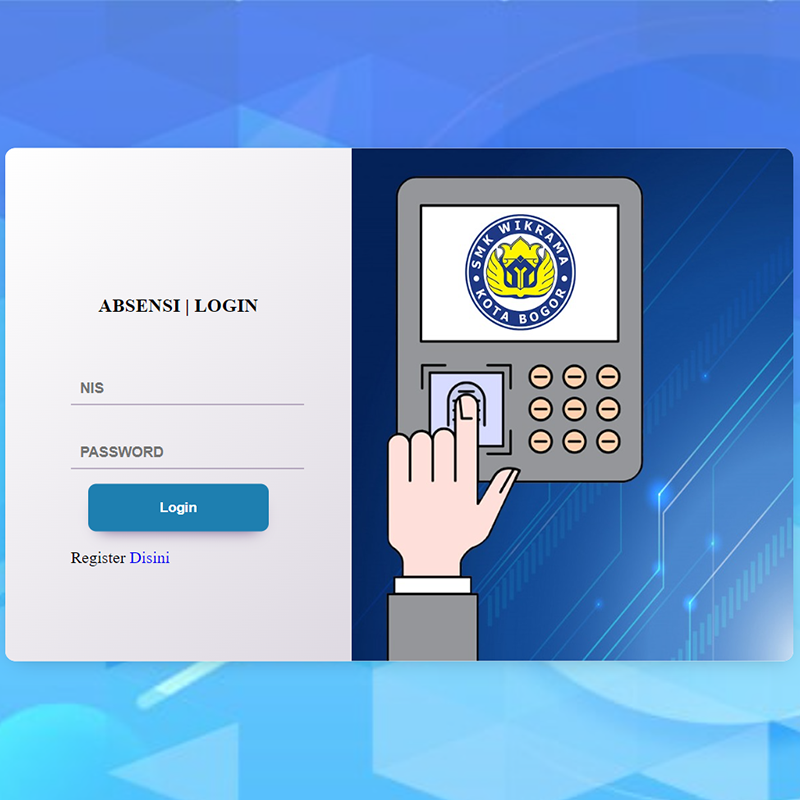 ABSENSI | LOGIN
NIS
PASSWORD
Login
Register Disini
SMK WIKRAMA
KOTA BOGOR